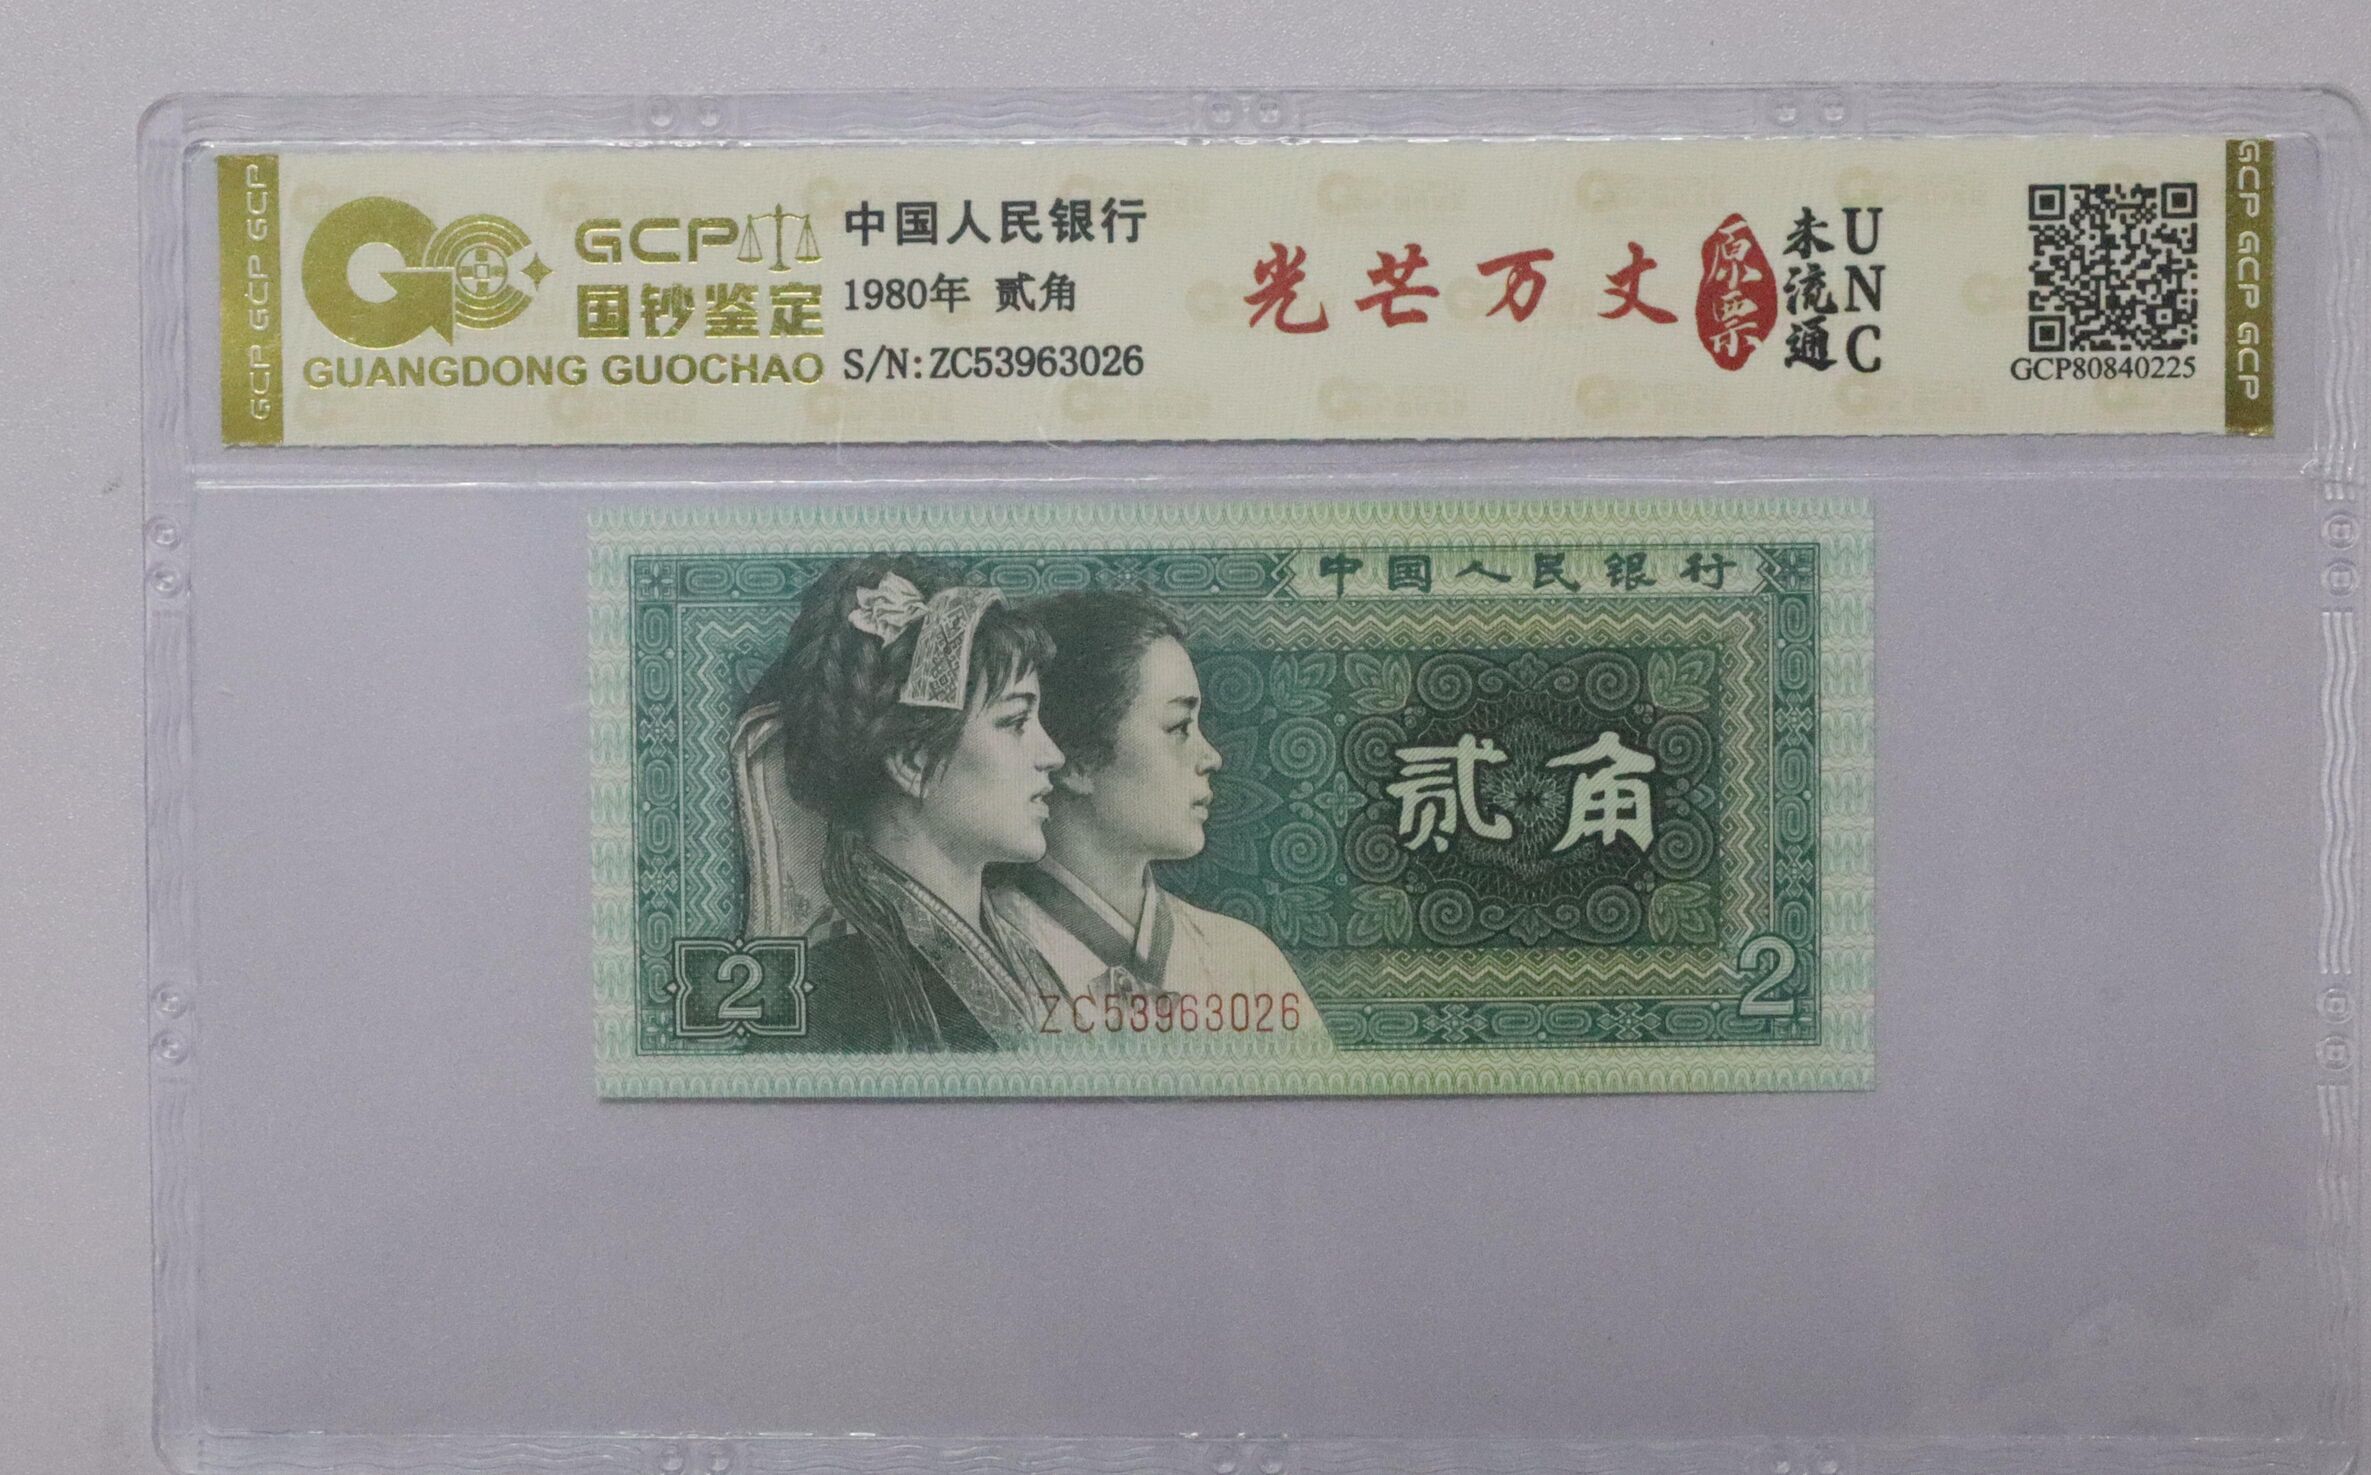 GCP GCP GCP
GCP
国钞鉴定
GUANGDONG GUOCHAO
中国人民银行
1980年 贰角
S/N:ZC53963026
光芒万丈
原票
未流通
UNC
GCP80840225
GCP GCP GCP
中国人民银行
贰角
2
ZC53963026
2